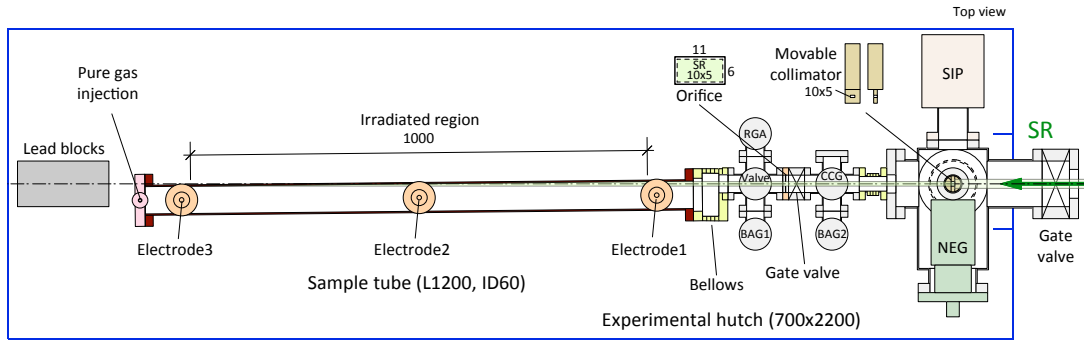 Top view
11
SR
10x5
6
Orifice
Movable
collimator
10x5
SIP
Pure gas
injection
Irradiated region
1000
SR
RGA
Lead blocks
Valve
CCG
BAG1
BAG2
NEG
Gate
valve
Electrode3
Electrode2
Electrode1
Gate valve
Bellows
Sample tube (L1200, ID60)
Experimental hutch (700x2200)